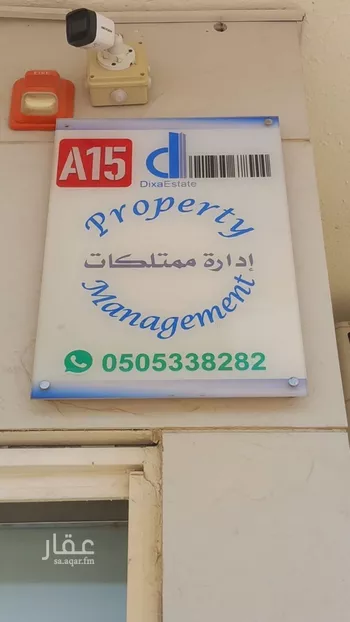 A15
DixaEstate
Property
إدارة ممتلكات
Management
0505338282
عقار
sa.aqar.fm